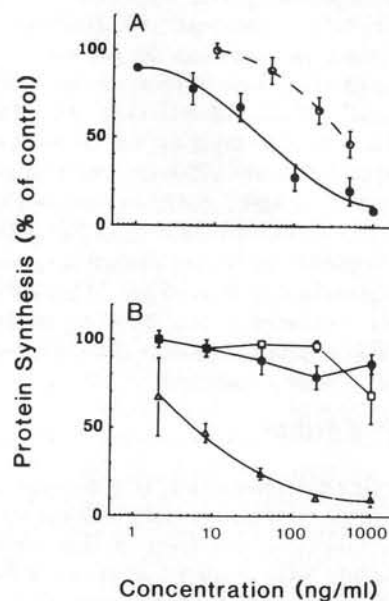 A
100
50
0
Protein Synthesis (% of control)
B
100
50
0
1
10
100
1000
Concentration (ng/ml)